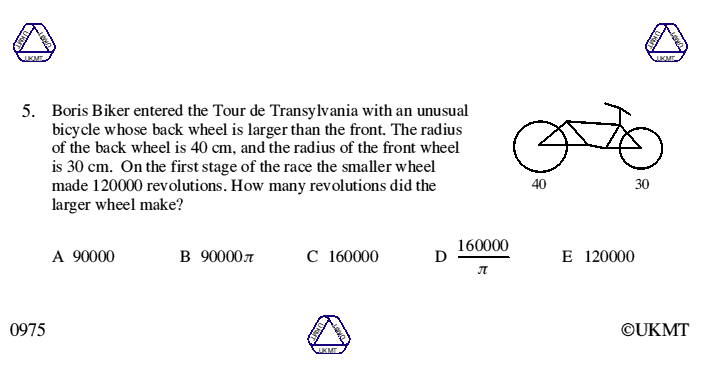 UKMT UKMT UKMT
UKMT UKMT UKMT
5. Boris Biker entered the Tour de Transylvania with an unusual
bicycle whose back wheel is larger than the front. The radius
of the back wheel is 40 cm, and the radius of the front wheel
is 30 cm. On the first stage of the race the smaller wheel
made 120000 revolutions. How many revolutions did the
larger wheel make?
40 30
A 90000 B 90000π C 160000 D 160000/π E 120000
0975 ©UKMT
UKMT UKMT UKMT